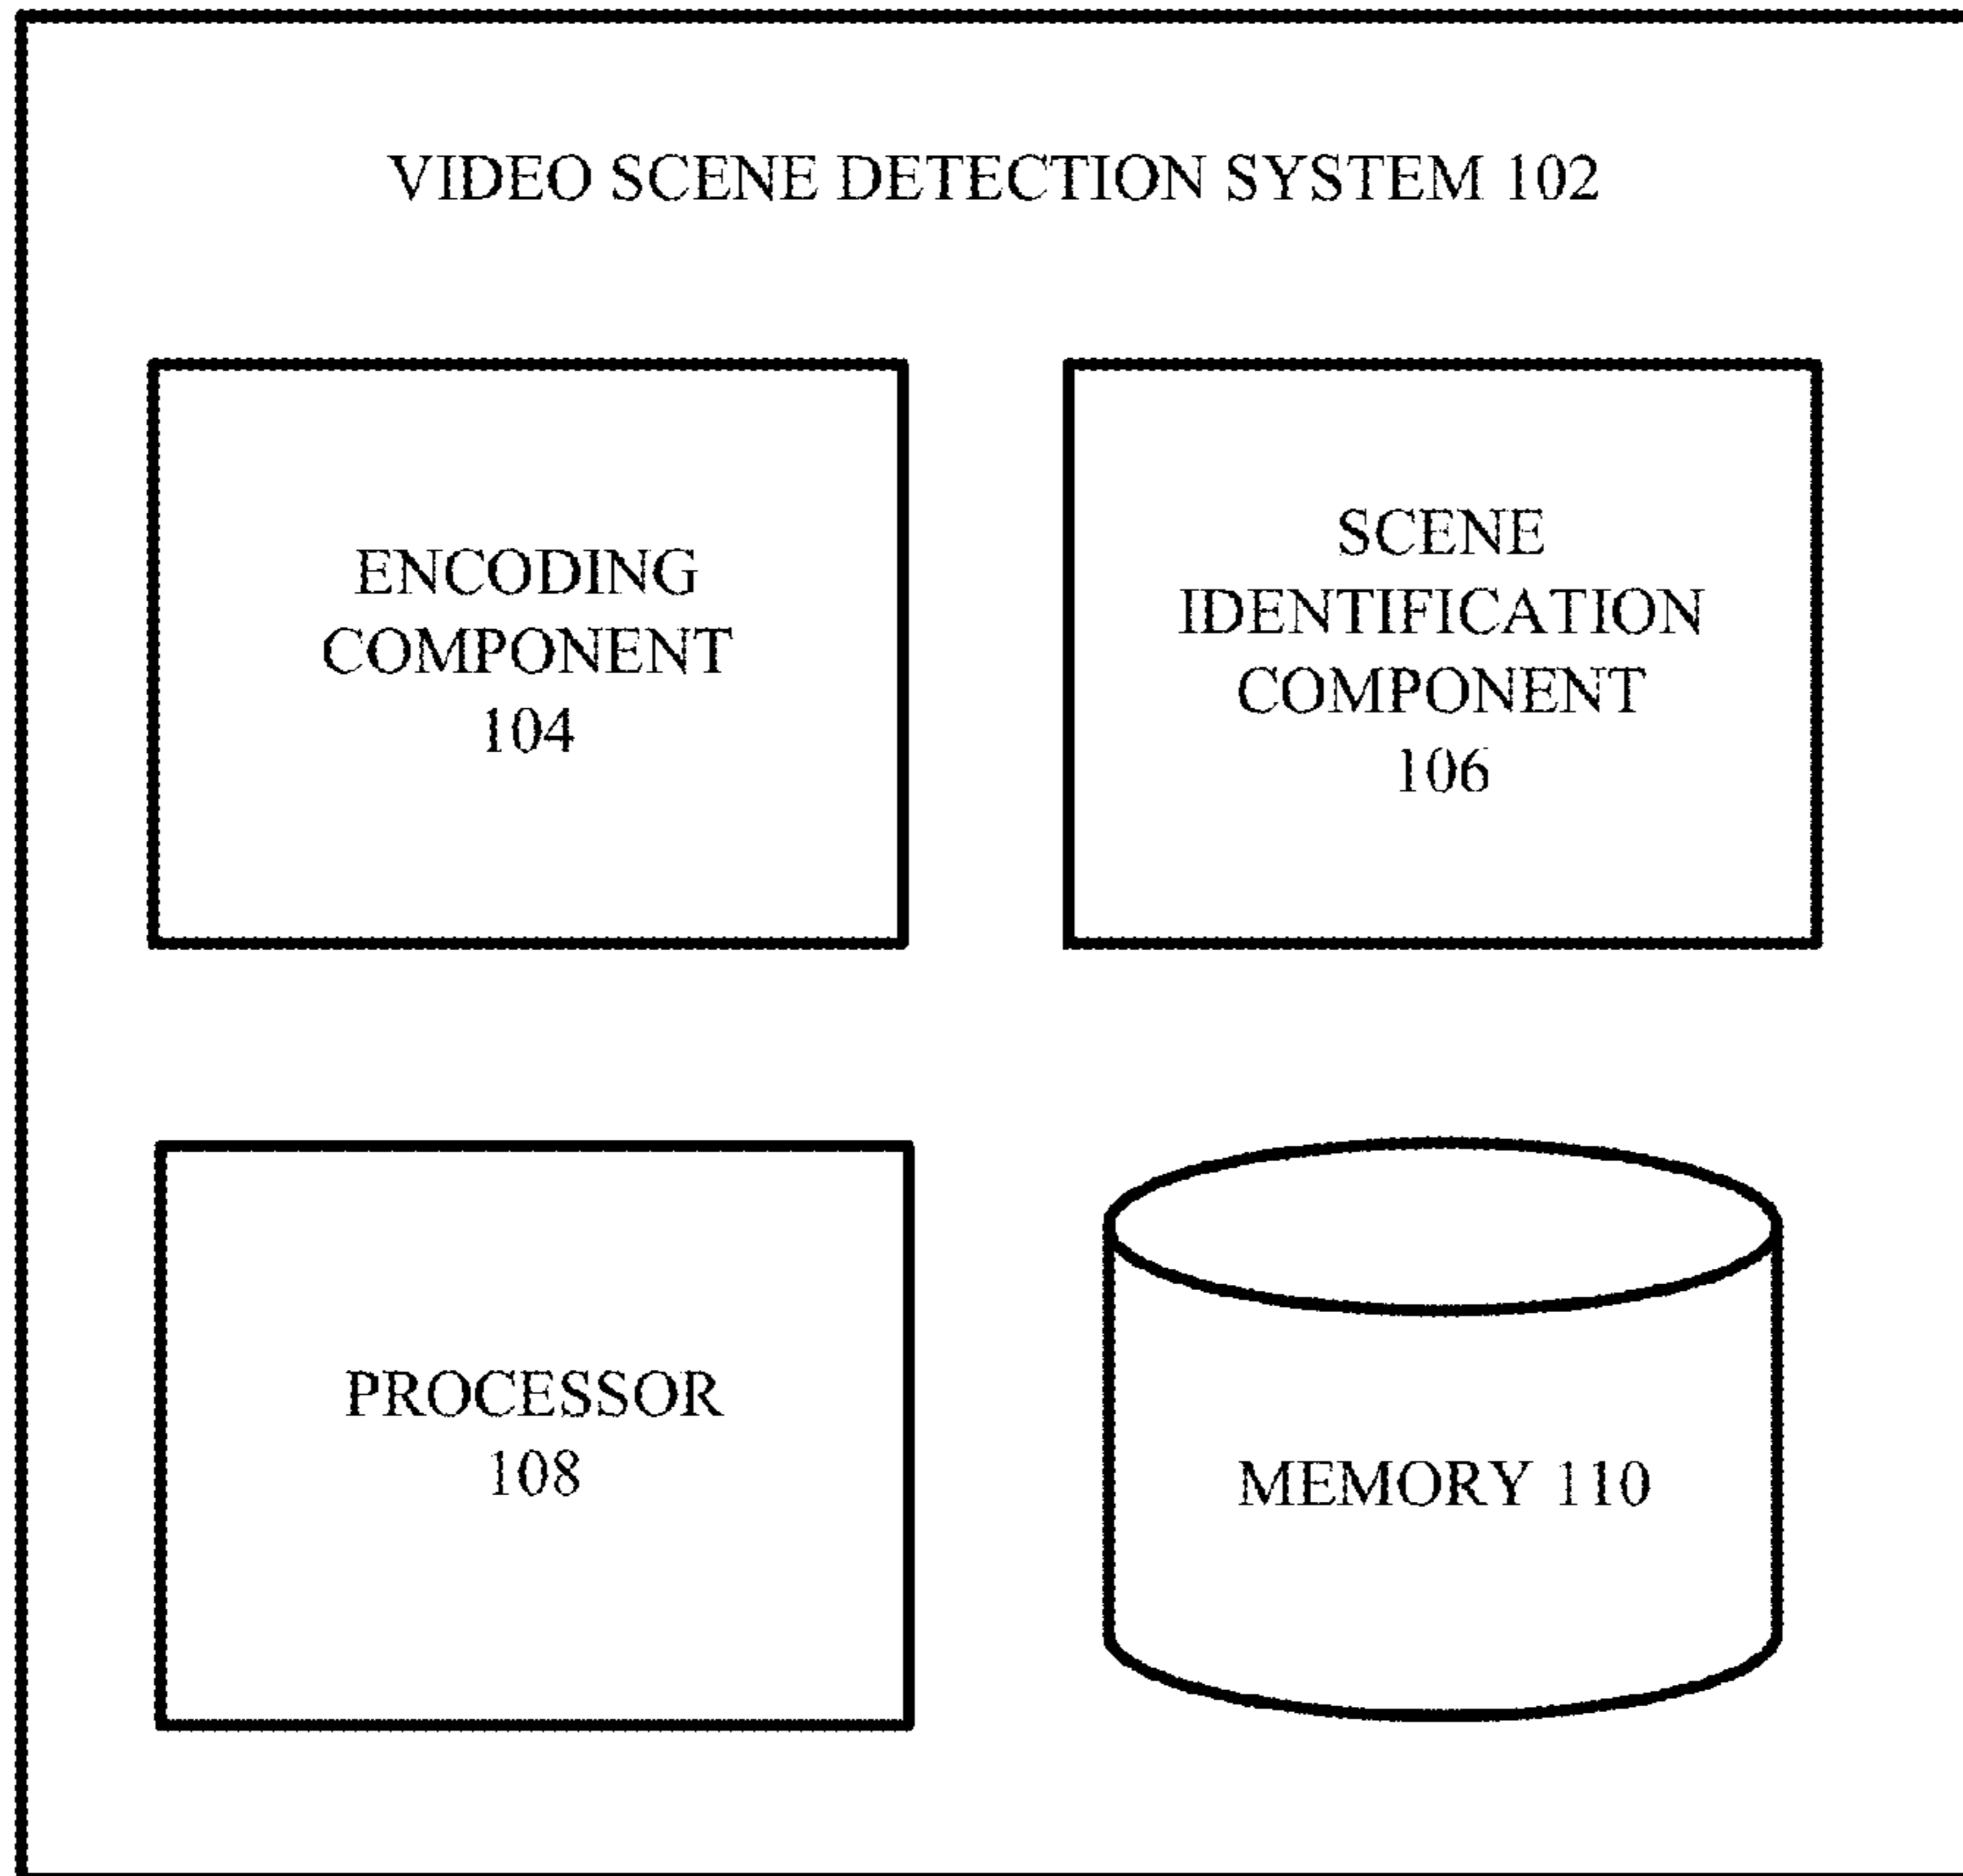 VIDEO SCENE DETECTION SYSTEM 102
ENCODING
COMPONENT
104
SCENE
IDENTIFICATION
COMPONENT
106
PROCESSOR
108
MEMORY 110